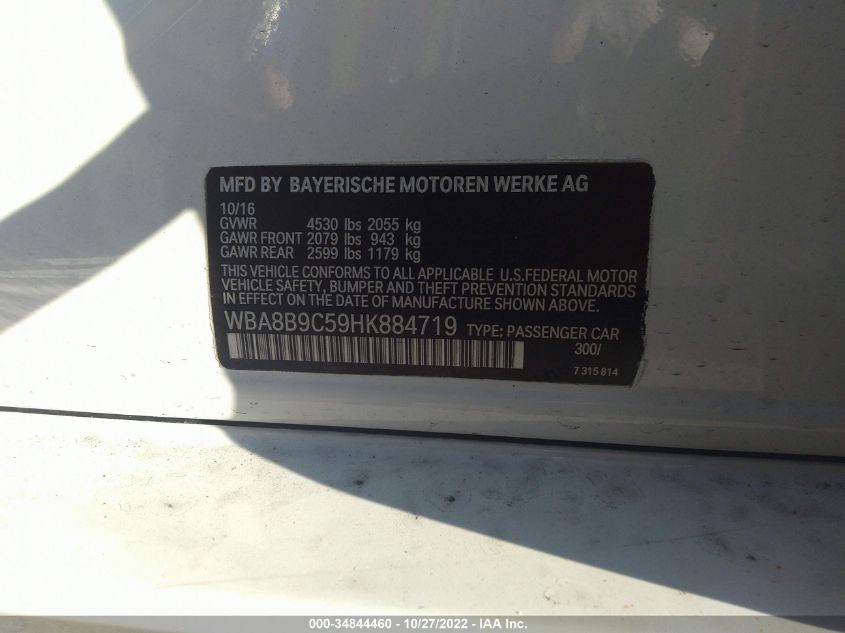 MFD BY BAYERISCHE MOTOREN WERKE AG
10/16
GVWR 4530 lbs 2055 kg
GAWR FRONT 2079 lbs 943 kg
GAWR REAR 2599 lbs 1179 kg
THIS VEHICLE CONFORMS TO ALL APPLICABLE U.S.FEDERAL MOTOR
VEHICLE SAFETY, BUMPER AND THEFT PREVENTION STANDARDS
IN EFFECT ON THE DATE OF MANUFACTURE SHOWN ABOVE.
WBA8B9C59HK884719 TYPE: PASSENGER CAR
300/
7 315 814
000-34844460 - 10/27/2022 - IAA Inc.